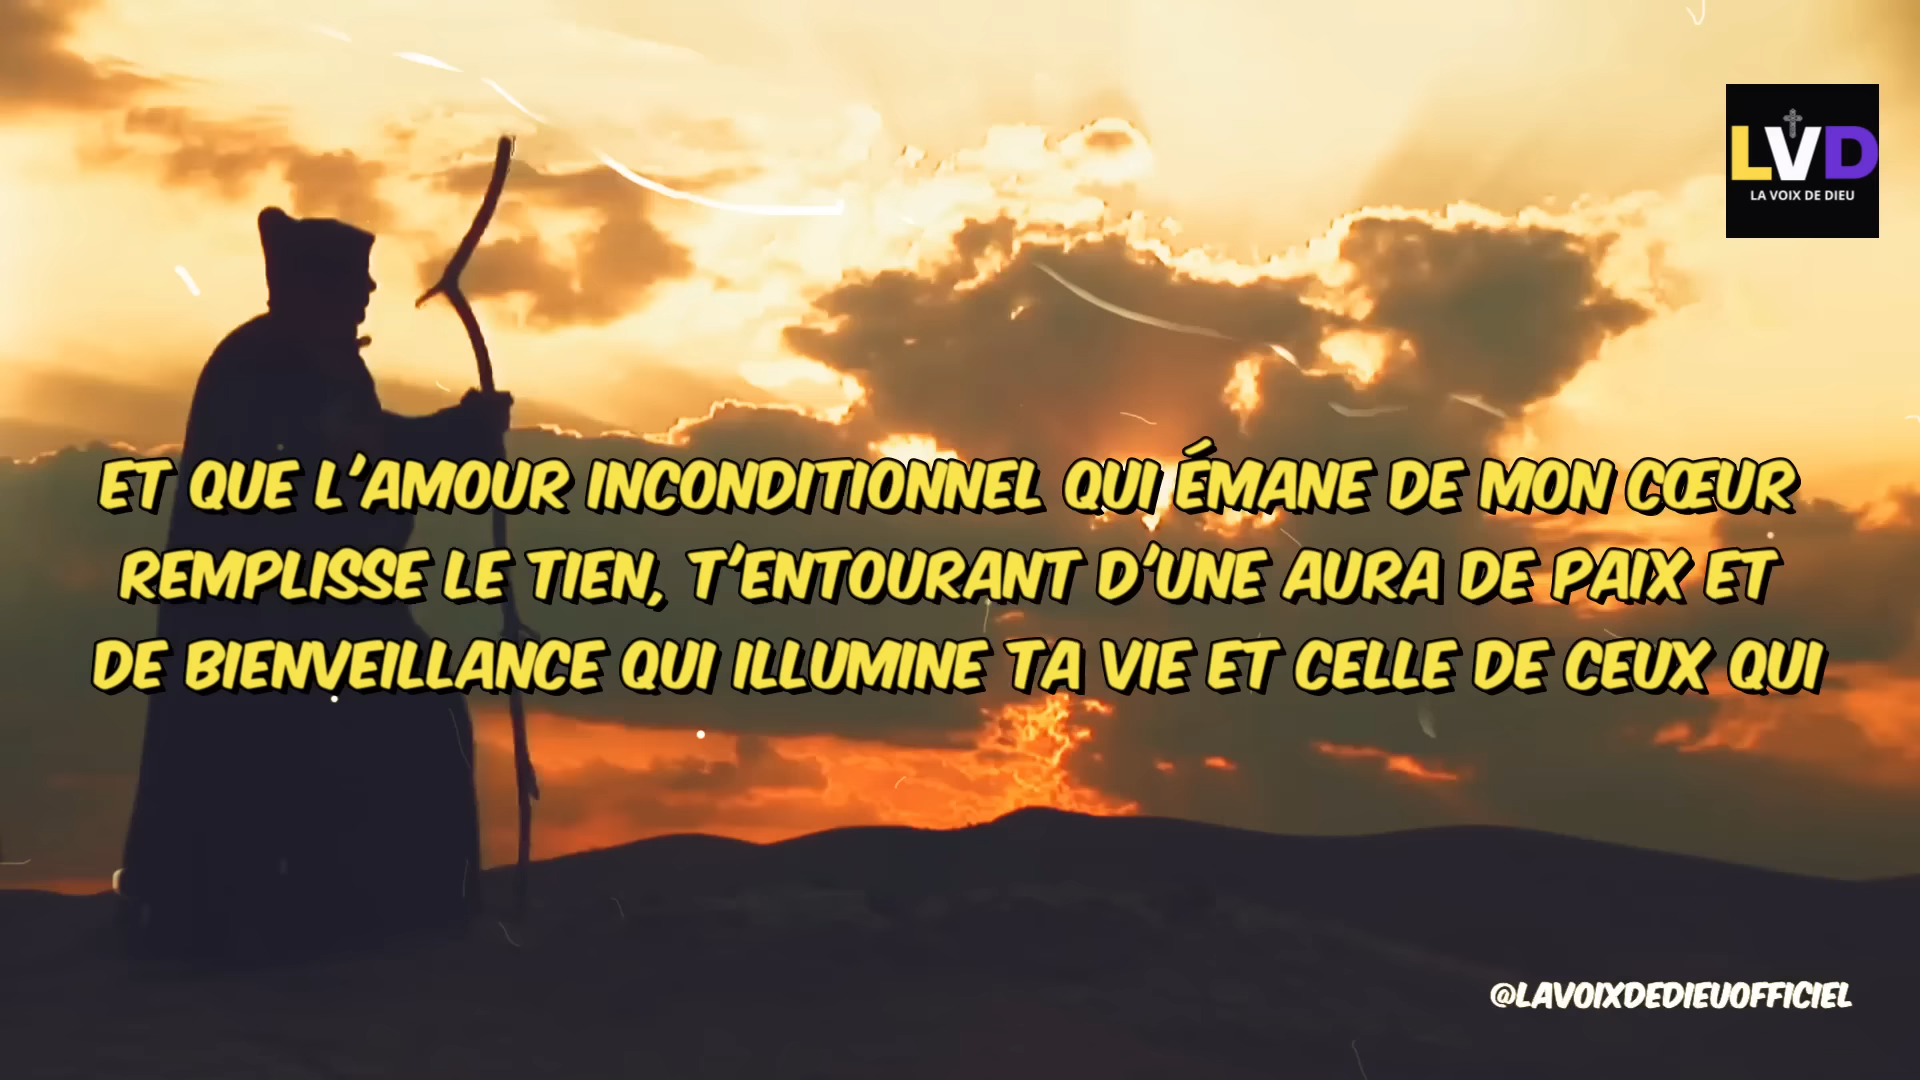 LVD
LA VOIX DE DIEU
ET QUE L'AMOUR INCONDITIONNEL QUI ÉMANE DE MON CŒUR
REMPLISSE LE TIEN, T'ENTOURANT D'UNE AURA DE PAIX ET
DE BIENVEILLANCE QUI ILLUMINE TA VIE ET CELLE DE CEUX QUI
@LAVOIXDEDIEUOFFICIEL